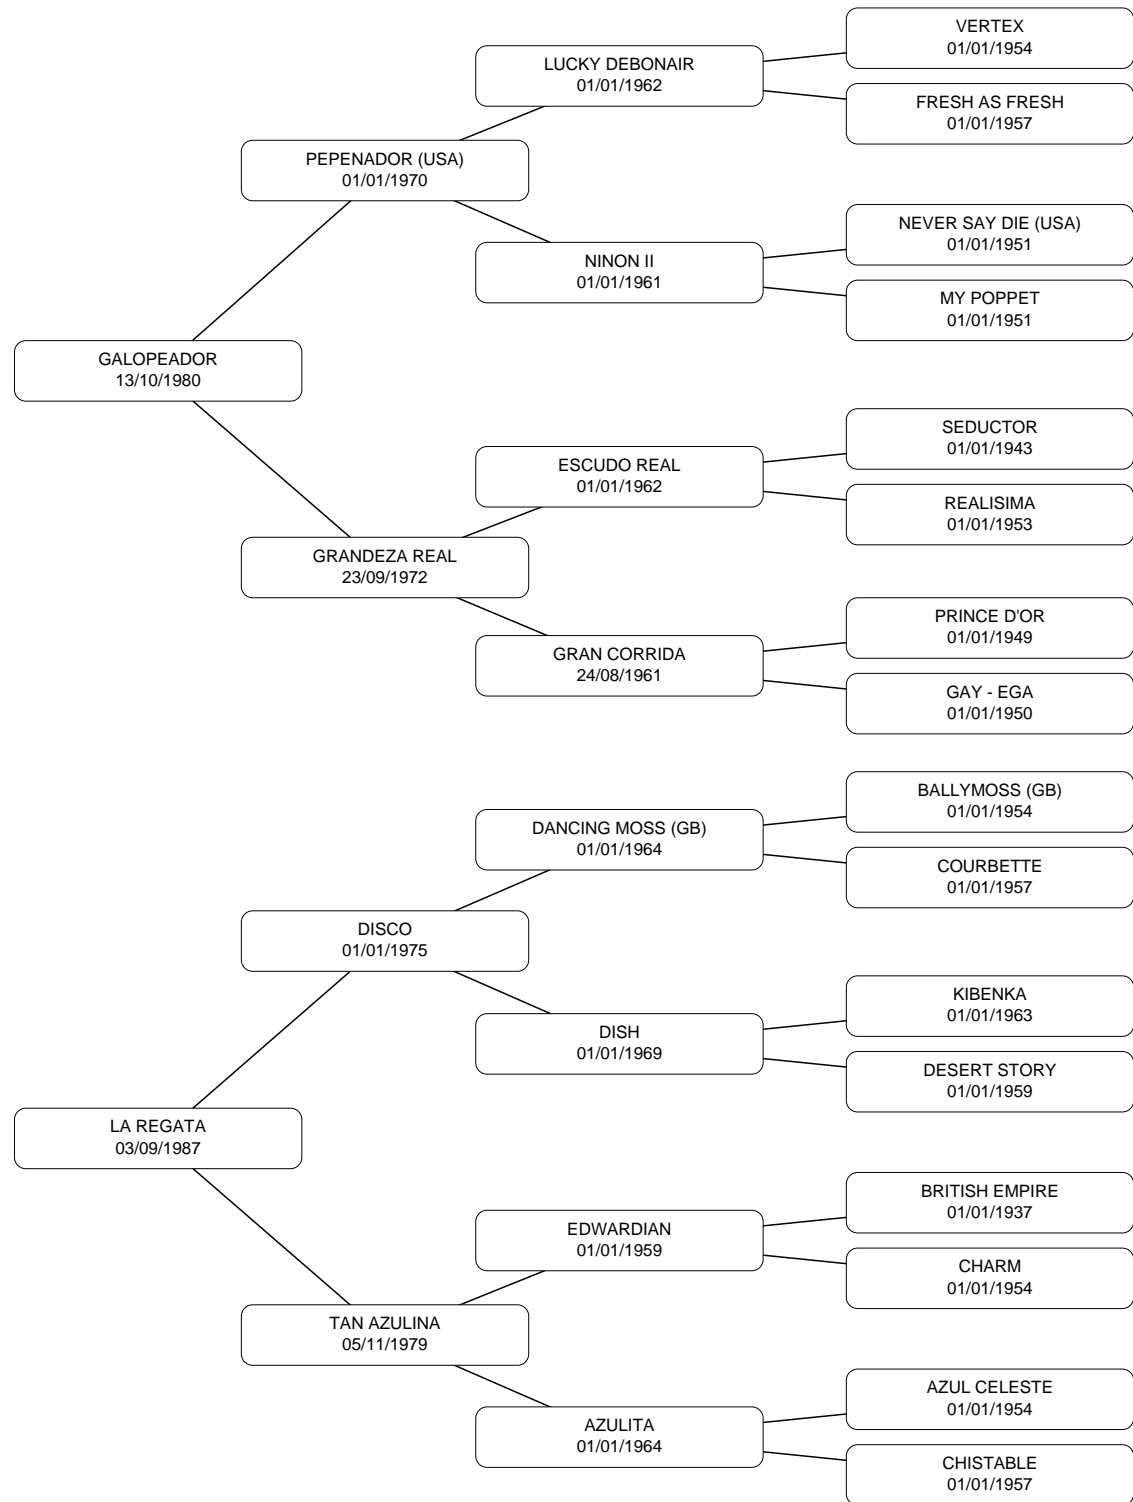 VERTEX
01/01/1954
LUCKY DEBONAIR
01/01/1962
FRESH AS FRESH
01/01/1957
PEPENADOR (USA)
01/01/1970
NEVER SAY DIE (USA)
01/01/1951
NINON II
01/01/1961
MY POPPET
01/01/1951
GALOPEADOR
13/10/1980
SEDUCTOR
01/01/1943
ESCUDO REAL
01/01/1962
REALISIMA
01/01/1953
GRANDEZA REAL
23/09/1972
PRINCE D'OR
01/01/1949
GRAN CORRIDA
24/08/1961
GAY - EGA
01/01/1950
BALLYMOSS (GB)
01/01/1954
DANCING MOSS (GB)
01/01/1964
COURBETTE
01/01/1957
DISCO
01/01/1975
KIBENKA
01/01/1963
DISH
01/01/1969
DESERT STORY
01/01/1959
LA REGATA
03/09/1987
BRITISH EMPIRE
01/01/1937
EDWARDIAN
01/01/1959
CHARM
01/01/1954
TAN AZULINA
05/11/1979
AZUL CELESTE
01/01/1954
AZULITA
01/01/1964
CHISTABLE
01/01/1957